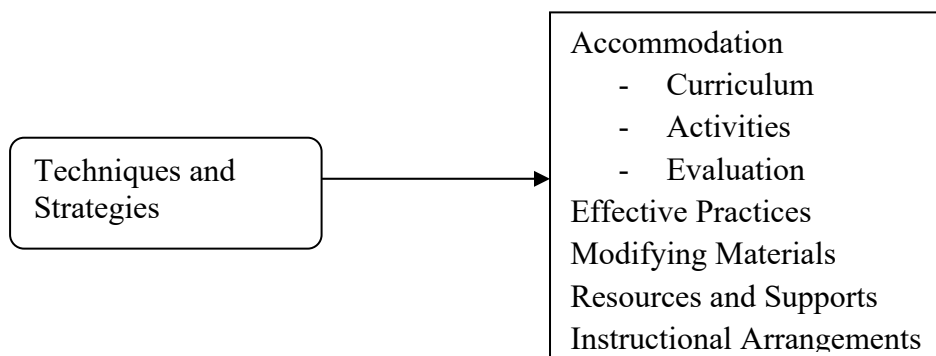 Techniques and
Strategies
Accommodation
- Curriculum
- Activities
- Evaluation
Effective Practices
Modifying Materials
Resources and Supports
Instructional Arrangements